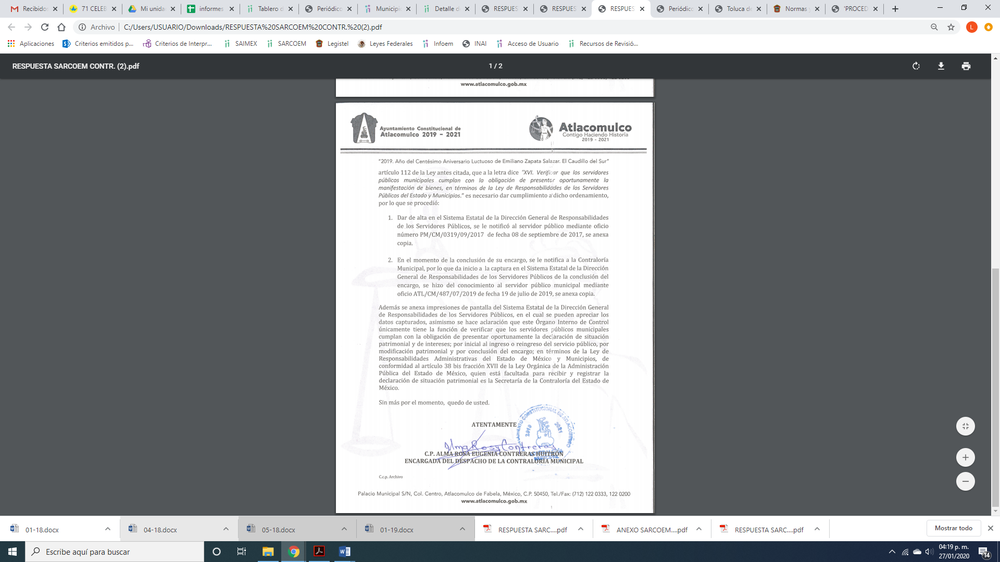 Recibidos
71 CELEB
Mi unida
informes
Tablero d
Periódico
Municipi
Detalle d
RESPUES
RESPUES
RESPUES
Periódico
Toluca de
Normas y
'PROCED
Archivo | C:/Users/USUARIO/Downloads/RESPUESTA%20SARCOEM%20CONTR.%20(2).pdf
L
Aplicaciones
Criterios emitidos p...
Criterios de Interpr...
SAIMEX
SARCOEM
Legistel
Leyes Federales
Infoem
INAI
Acceso de Usuario
Recursos de Revisió...
RESPUESTA SARCOEM CONTR. (2).pdf
1 / 2
www.atlacomulco.gob.mx
Ayuntamiento Constitucional de
Atlacomulco 2019 - 2021
Atlacomulco
Contigo Haciendo Historia
2019 - 2021
"2019. Año del Centésimo Aniversario Luctuoso de Emiliano Zapata Salazar. El Caudillo del Sur"
artículo 112 de la Ley antes citada, que a la letra dice "XVI. Verificar que los servidores
públicos municipales cumplan con la obligación de presentar oportunamente la
manifestación de bienes, en términos de la Ley de Responsabilidades de los Servidores
Públicos del Estado y Municipios." es necesario dar cumplimiento a dicho ordenamiento,
por lo que se procedió:
1. Dar de alta en el Sistema Estatal de la Dirección General de Responsabilidades
de los Servidores Públicos, se le notificó al servidor público mediante oficio
número PM/CM/0319/09/2017 de fecha 08 de septiembre de 2017, se anexa
copia.
2. En el momento de la conclusión de su encargo, se le notifica a la Contraloría
Municipal, por lo que da inicio a la captura en el Sistema Estatal de la Dirección
General de Responsabilidades de los Servidores Públicos de la conclusión del
encargo, se hizo del conocimiento al servidor público municipal mediante
oficio ATL/CM/487/07/2019 de fecha 19 de julio de 2019, se anexa copia.
Además se anexa impresiones de pantalla del Sistema Estatal de la Dirección General
de Responsabilidades de los Servidores Públicos, en el cual se pueden apreciar los
datos capturados, asimismo se hace aclaración que este Órgano Interno de Control
únicamente tiene la función de verificar que los servidores públicos municipales
cumplan con la obligación de presentar oportunamente la declaración de situación
patrimonial y de intereses; por inicial al ingreso o reingreso del servicio público, por
modificación patrimonial y por conclusión del encargo; en términos de la Ley de
Responsabilidades Administrativas del Estado de México y Municipios, de
conformidad al artículo 38 bis fracción XVII de la Ley Orgánica de la Administración
Pública del Estado de México, quien está facultada para recibir y registrar la
declaración de situación patrimonial es la Secretaría de la Contraloría del Estado de
México.
Sin más por el momento, quedo de usted.
ATENTAMENTE
2019 2021
Alma Rosa Contreras
C.P. ALMA ROSA EUGENIA CONTRERAS HUITRON
ENCARGADA DEL DESPACHO DE LA CONTRALORIA MUNICIPAL
C.c.p. Archivo
Palacio Municipal S/N, Col. Centro, Atlacomulco de Fabela, México, C.P. 50450, Tel./Fax: (712) 122 0333, 122 0200
www.atlacomulco.gob.mx
01-18.docx
04-18.docx
05-18.docx
01-19.docx
RESPUESTA SARC....pdf
ANEXO SARCOEM....pdf
RESPUESTA SARC....pdf
Mostrar todo
Escribe aquí para buscar
04:19 p. m.
27/01/2020
14